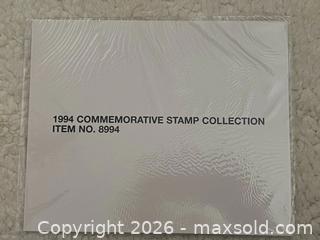 1994 COMMEMORATIVE STAMP COLLECTION
ITEM NO. 8994
Copyright 2026 - maxsold.com